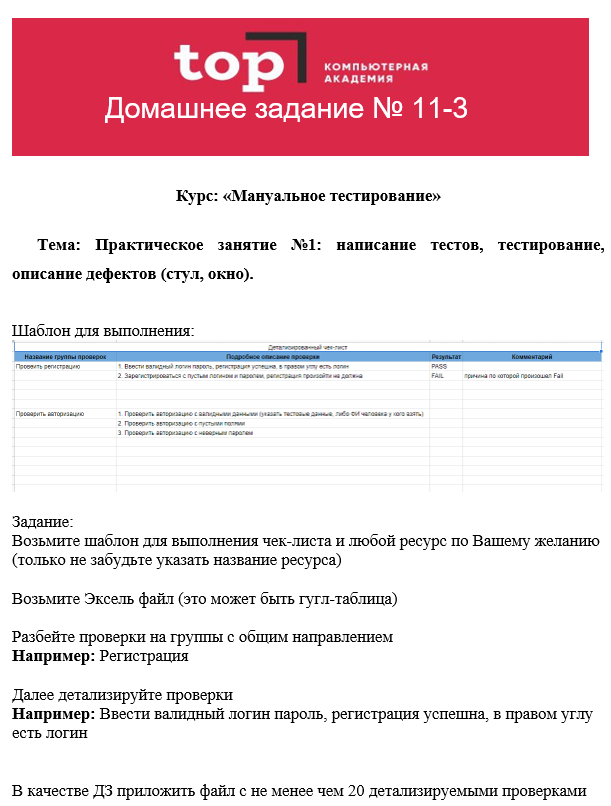 top КОМПЬЮТЕРНАЯ
АКАДЕМИЯ
Домашнее задание № 11-3
Курс: «Мануальное тестирование»
Тема: Практическое занятие №1: написание тестов, тестирование,
описание дефектов (стул, окно).
Шаблон для выполнения:
Детализированный чек-лист
Название группы проверок Подробное описание проверки Результат Комментарий
Проверить регистрацию 1. Ввести валидный логин пароль, регистрация успешна, в правом углу есть логин PASS
2. Зарегистрироваться с пустым логином и паролем, регистрация произойти не должна FAIL причина по которой произошел Fail
Проверить авторизацию 1. Проверить авторизацию с валидными данными (указать тестовые данные, либо ФИ человека у кого взять)
2. Проверить авторизацию с пустыми полями
3. Проверить авторизацию с неверным паролем
Задание:
Возьмите шаблон для выполнения чек-листа и любой ресурс по Вашему желанию
(только не забудьте указать название ресурса)
Возьмите Эксель файл (это может быть гугл-таблица)
Разбейте проверки на группы с общим направлением
Например: Регистрация
Далее детализируйте проверки
Например: Ввести валидный логин пароль, регистрация успешна, в правом углу
есть логин
В качестве ДЗ приложить файл с не менее чем 20 детализируемыми проверками